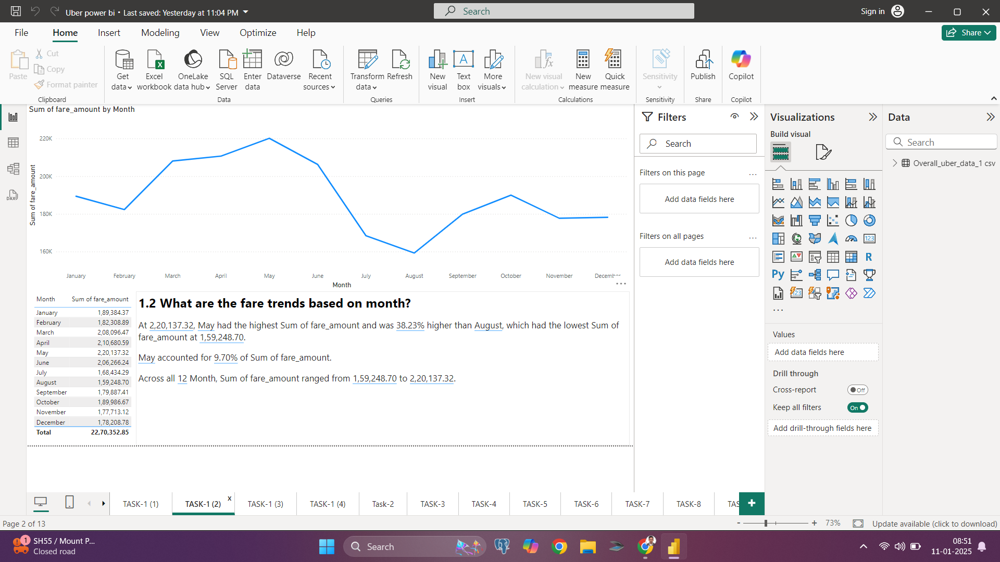 Uber power bi • Last saved: Yesterday at 11:04 PM
Search
Sign in
File
Home
Insert
Modeling
View
Optimize
Help
Share
Paste
Cut
Copy
Format painter
Clipboard
Get data
Excel workbook
OneLake data hub
SQL Server
Enter data
Dataverse
Recent sources
Data
Transform data
Refresh
Queries
New visual
Text box
More visuals
Insert
New visual calculation
New measure
Quick measure
Calculations
Sensitivity
Sensitivity
Publish
Share
Copilot
Copilot
DAX
Sum of fare_amount by Month
Sum of fare_amount
220K
200K
180K
160K
January February March April May June July August September October November
Month
Month Sum of fare_amount
January 1,89,384.37
February 1,82,308.89
March 2,08,096.47
April 2,10,680.59
May 2,20,137.32
June 2,06,266.24
July 1,68,434.29
August 1,59,248.70
September 1,79,887.41
October 1,89,986.67
November 1,77,713.12
December 1,78,208.78
Total 22,70,352.85
1.2 What are the fare trends based on month?
At 2,20,137.32, May had the highest Sum of fare_amount and was 38.23% higher than August, which had the lowest Sum of
fare_amount at 1,59,248.70.
May accounted for 9.70% of Sum of fare_amount.
Across all 12 Month, Sum of fare_amount ranged from 1,59,248.70 to 2,20,137.32.
Filters
Search
Filters on this page
...
Add data fields here
Filters on all pages
...
Add data fields here
Visualizations
Build visual
123
R
Py
...
Values
Add data fields here
Drill through
Cross-report
Off
Keep all filters
On
Add drill-through fields here
Data
Search
Overall_uber_data_1 csv
TASK-1 (1)
TASK-1 (2)
x
TASK-1 (3)
TASK-1 (4)
Task-2
TASK-3
TASK-4
TASK-5
TASK-6
TASK-7
TASK-8
+
Page 2 of 13
- + 73%
Update available (click to download)
1
SH55 / Mount P...
Closed road
Search
08:51
11-01-2025